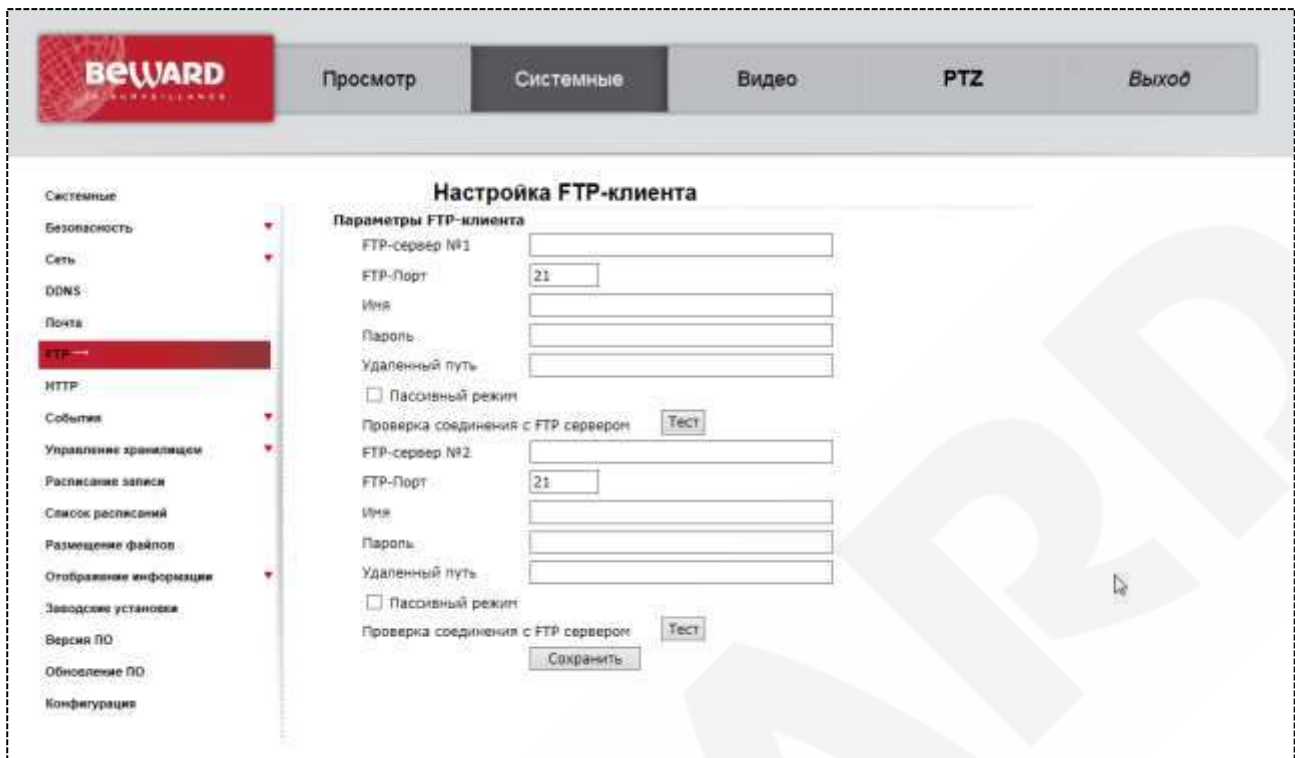 BEWARD
Просмотр
Системные
Видео
PTZ
Выход
Системные
Безопасность
Сеть
DDNS
Почта
FTP
HTTP
События
Управление хранилищем
Расписание записи
Список расписаний
Размещение файлов
Отображение информации
Заводские установки
Версия ПО
Обновление ПО
Конфигурация
Настройка FTP-клиента
Параметры FTP-клиента
FTP-сервер №1
FTP-Порт 21
Имя
Пароль
Удаленный путь
Пассивный режим
Проверка соединения с FTP сервером Тест
FTP-сервер №2
FTP-Порт 21
Имя
Пароль
Удаленный путь
Пассивный режим
Проверка соединения с FTP сервером Тест
Сохранить